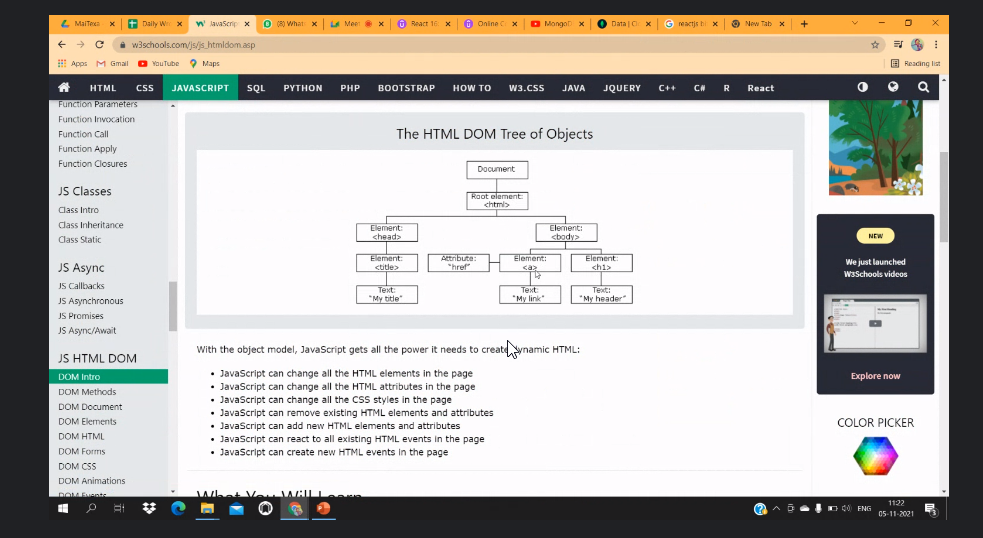 MaiTexa
Daily W
JavaScript
(8) What
Meet
React 16
Online C
MongoD
Data | Cl
reactjs b
New Tab
w3schools.com/js/js_htmldom.asp
Apps
Gmail
YouTube
Maps
Reading list
HTML
CSS
JAVASCRIPT
SQL
PYTHON
PHP
BOOTSTRAP
HOW TO
W3.CSS
JAVA
JQUERY
C++
C#
R
React
Function Parameters
Function Invocation
Function Call
Function Apply
Function Closures
JS Classes
Class Intro
Class Inheritance
Class Static
JS Async
JS Callbacks
JS Asynchronous
JS Promises
JS Async/Await
JS HTML DOM
DOM Intro
DOM Methods
DOM Document
DOM Elements
DOM HTML
DOM Forms
DOM CSS
DOM Animations
DOM Events
The HTML DOM Tree of Objects
Document
Root element:
<html>
Element:
<head>
Element:
<body>
Element:
<title>
Attribute:
"href"
Element:
<a>
Element:
<h1>
Text:
"My title"
Text:
"My link"
Text:
"My header"
With the object model, JavaScript gets all the power it needs to create dynamic HTML:
• JavaScript can change all the HTML elements in the page
• JavaScript can change all the HTML attributes in the page
• JavaScript can change all the CSS styles in the page
• JavaScript can remove existing HTML elements and attributes
• JavaScript can add new HTML elements and attributes
• JavaScript can react to all existing HTML events in the page
• JavaScript can create new HTML events in the page
What You Will Learn
NEW
We just launched
W3Schools videos
Explore now
COLOR PICKER
ENG
11:22
05-11-2021